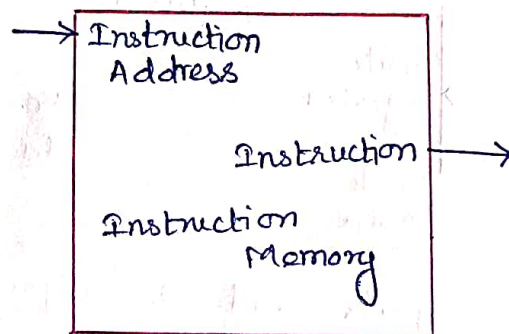 Instruction
Address
Instruction
Instruction
Memory